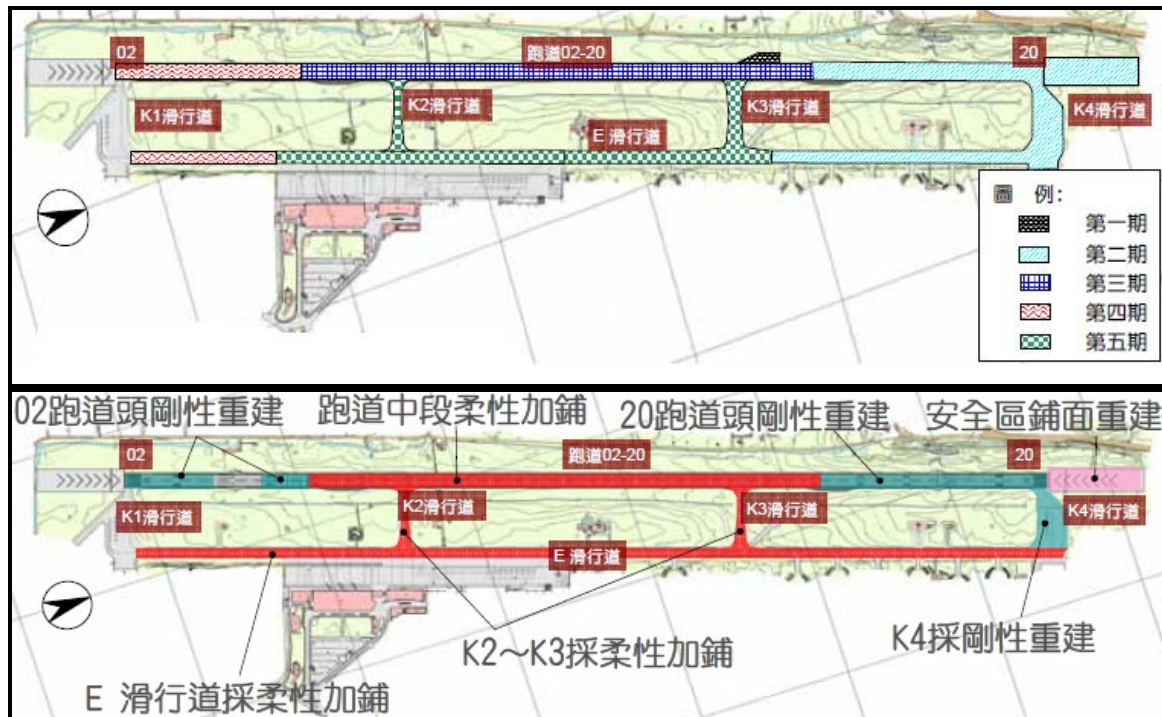 02
跑道02-20
20
K1滑行道
K2滑行道
K3滑行道
K4滑行道
E 滑行道
圖 例:
第一期
第二期
第三期
第四期
第五期
02跑道頭剛性重建
跑道中段柔性加鋪
20跑道頭剛性重建
安全區鋪面重建
02
跑道02-20
20
K1滑行道
K2滑行道
K3滑行道
K4滑行道
E 滑行道
K2~K3採柔性加鋪
K4採剛性重建
E 滑行道採柔性加鋪